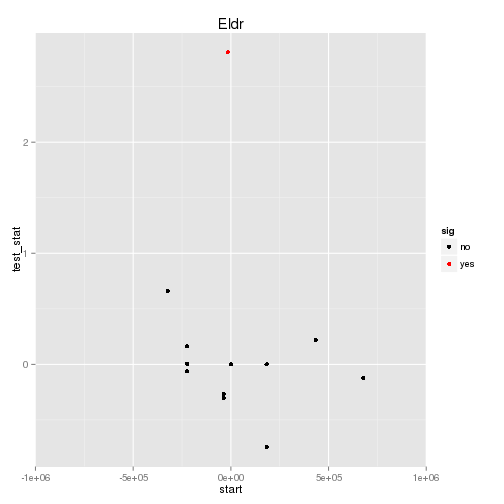 Eldr
test_stat
2
1
0
-1e+06
-5e+05
0e+00
5e+05
1e+06
start
sig
no
yes